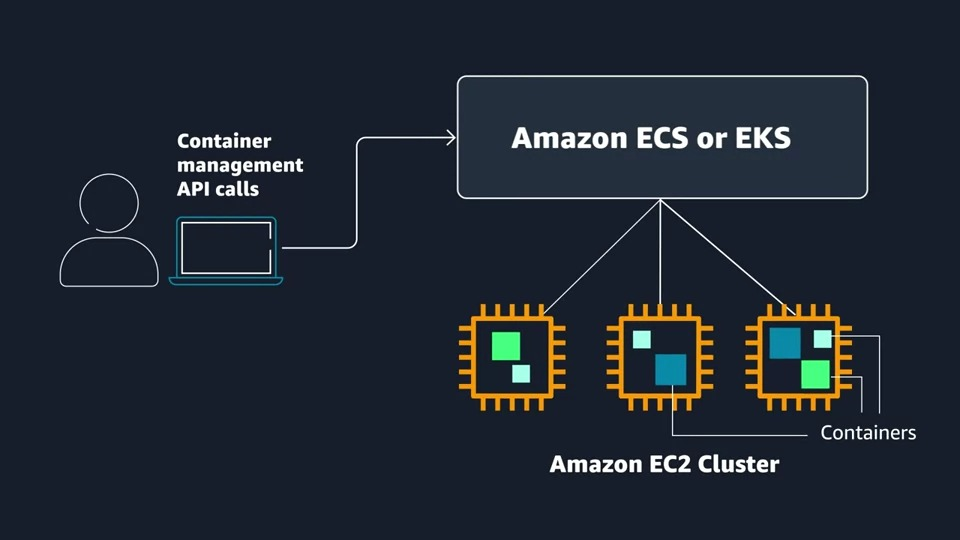 Container
management
API calls
Amazon ECS or EKS
Containers
Amazon EC2 Cluster